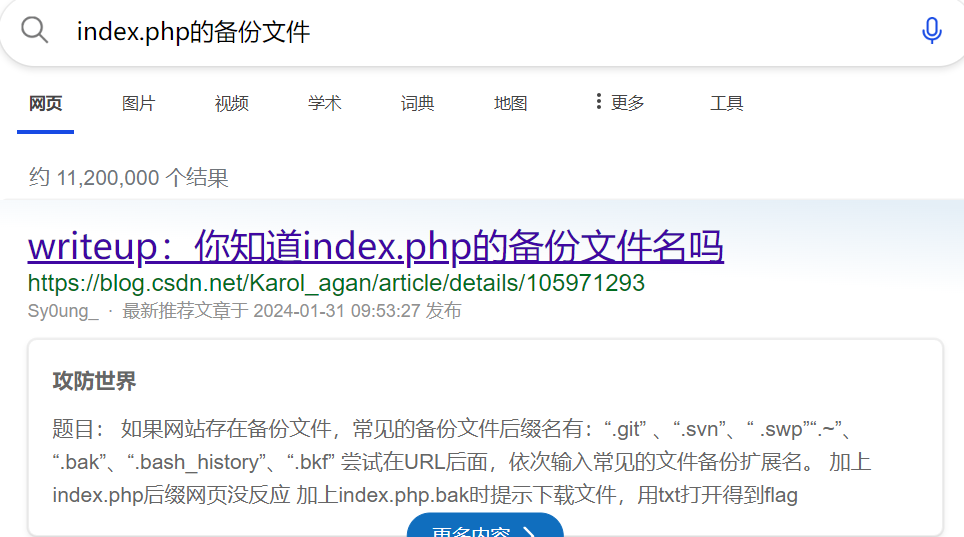 index.php的备份文件
网页 图片 视频 学术 词典 地图 更多 工具
约 11,200,000 个结果
writeup：你知道index.php的备份文件名吗
https://blog.csdn.net/Karol_agan/article/details/105971293
Sy0ung_ · 最新推荐文章于 2024-01-31 09:53:27 发布
攻防世界
题目： 如果网站存在备份文件，常见的备份文件后缀名有：“.git” 、“.svn”、“ .swp”“.~”、
“.bak”、“.bash_history”、“.bkf” 尝试在URL后面，依次输入常见的文件备份扩展名。 加上
index.php后缀网页没反应 加上index.php.bak时提示下载文件，用txt打开得到flag
更多内容